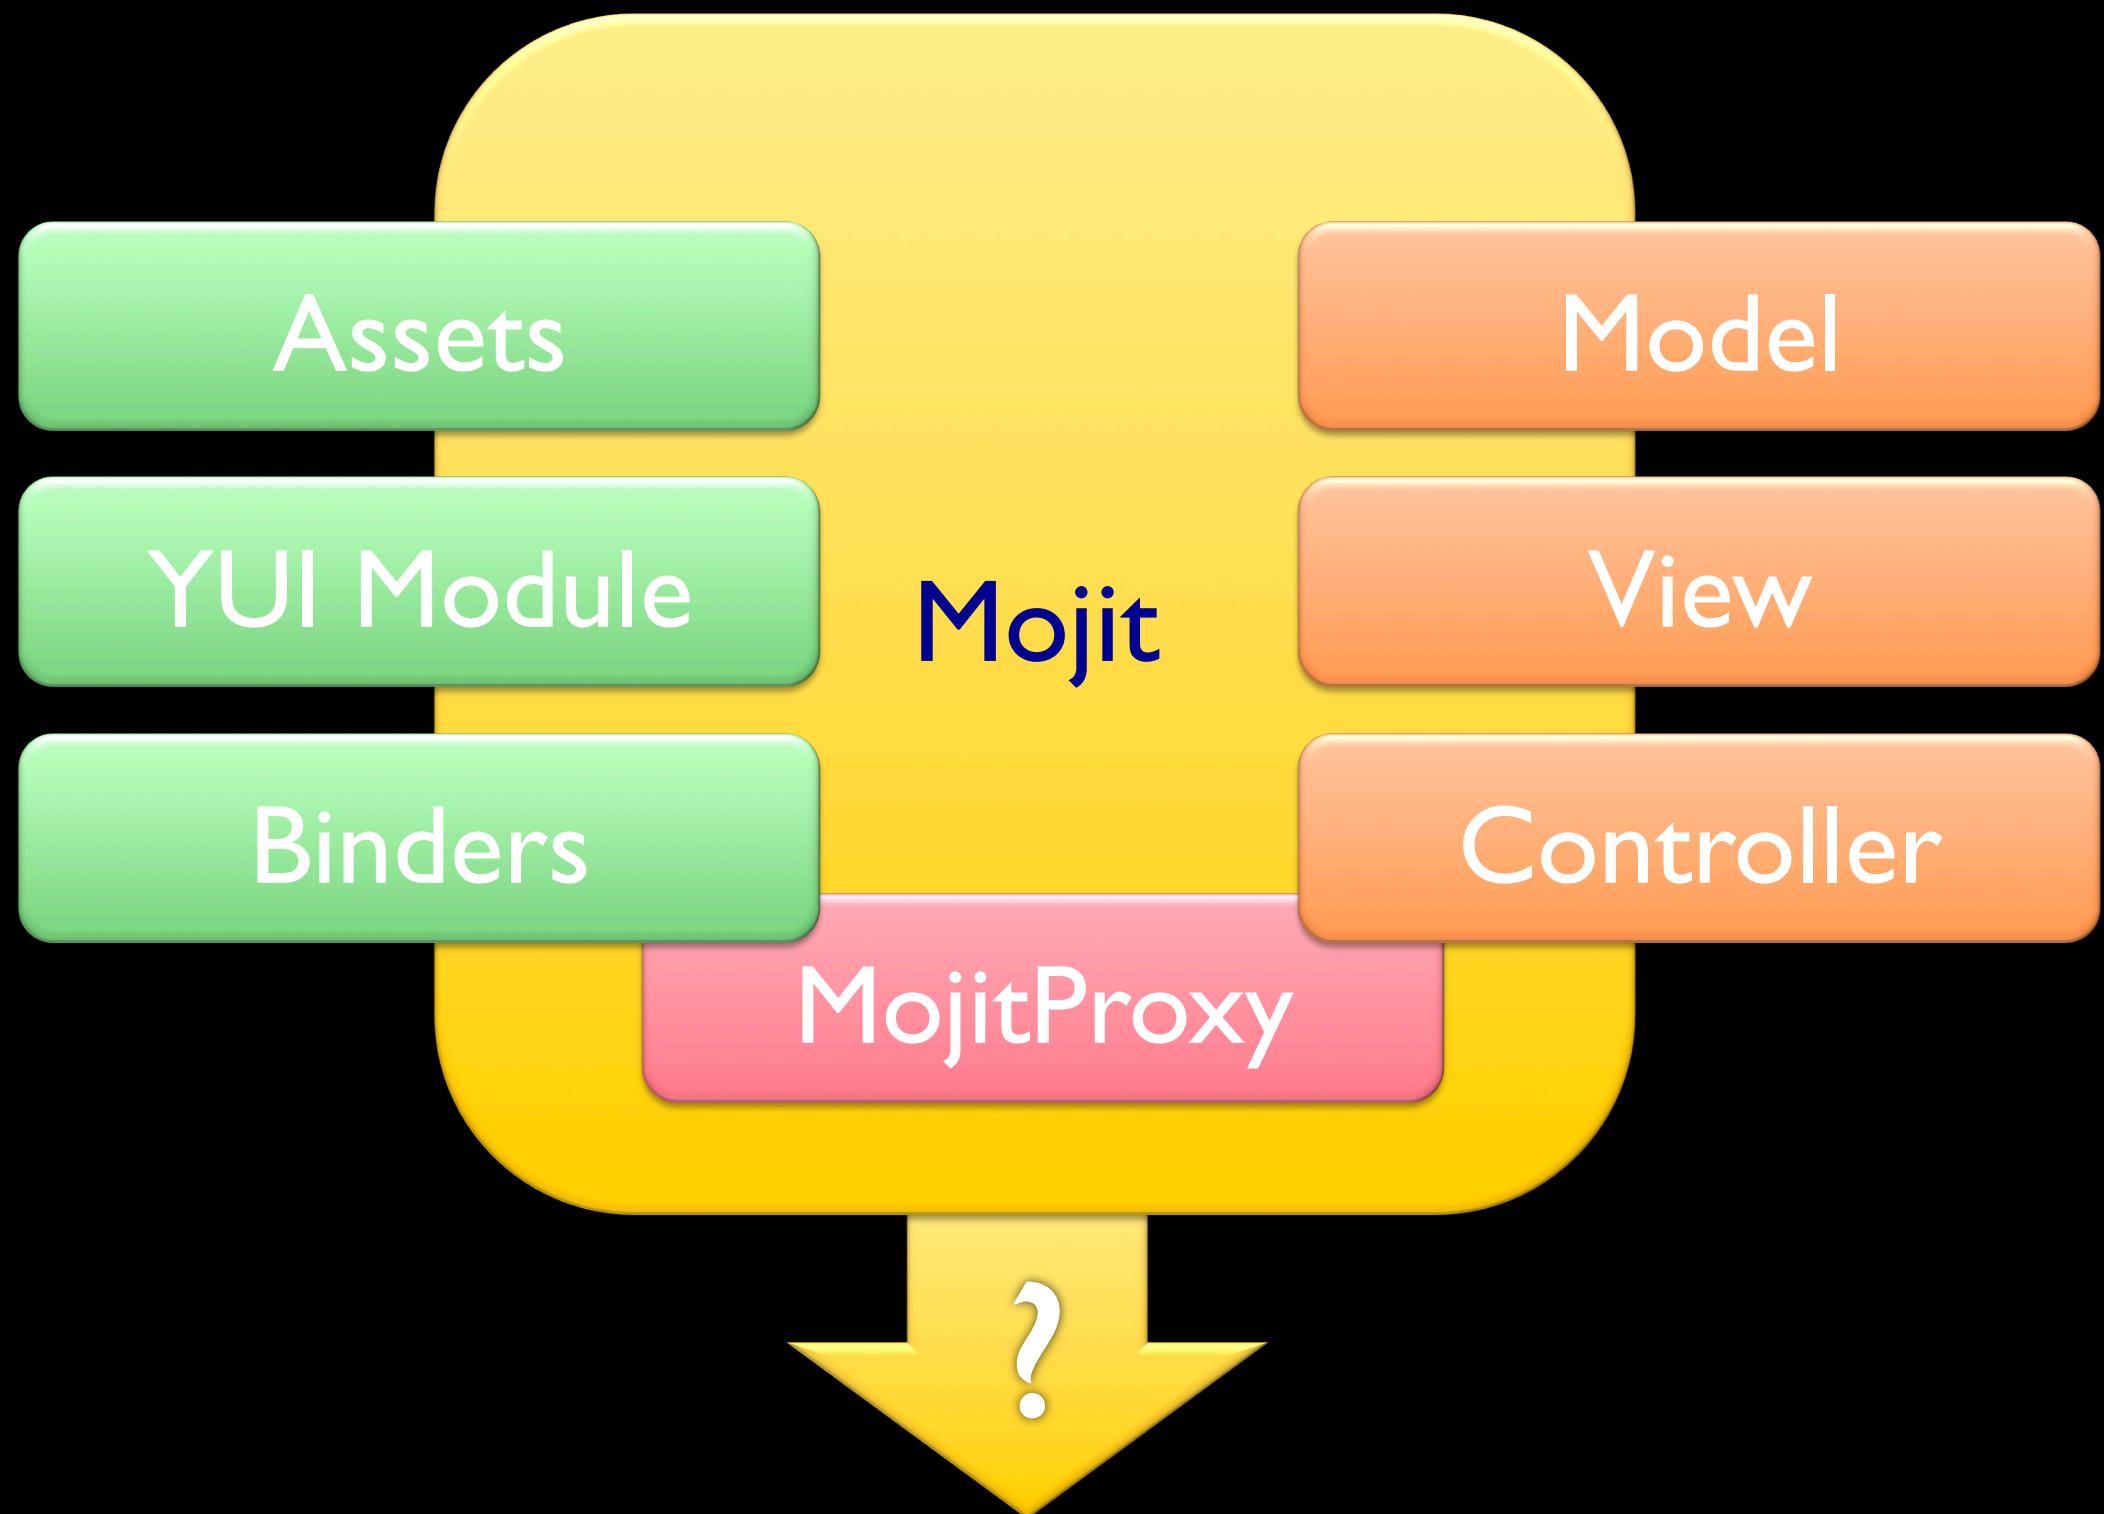 Assets
Model
YUI Module
Mojit
View
Binders
Controller
MojitProxy
?